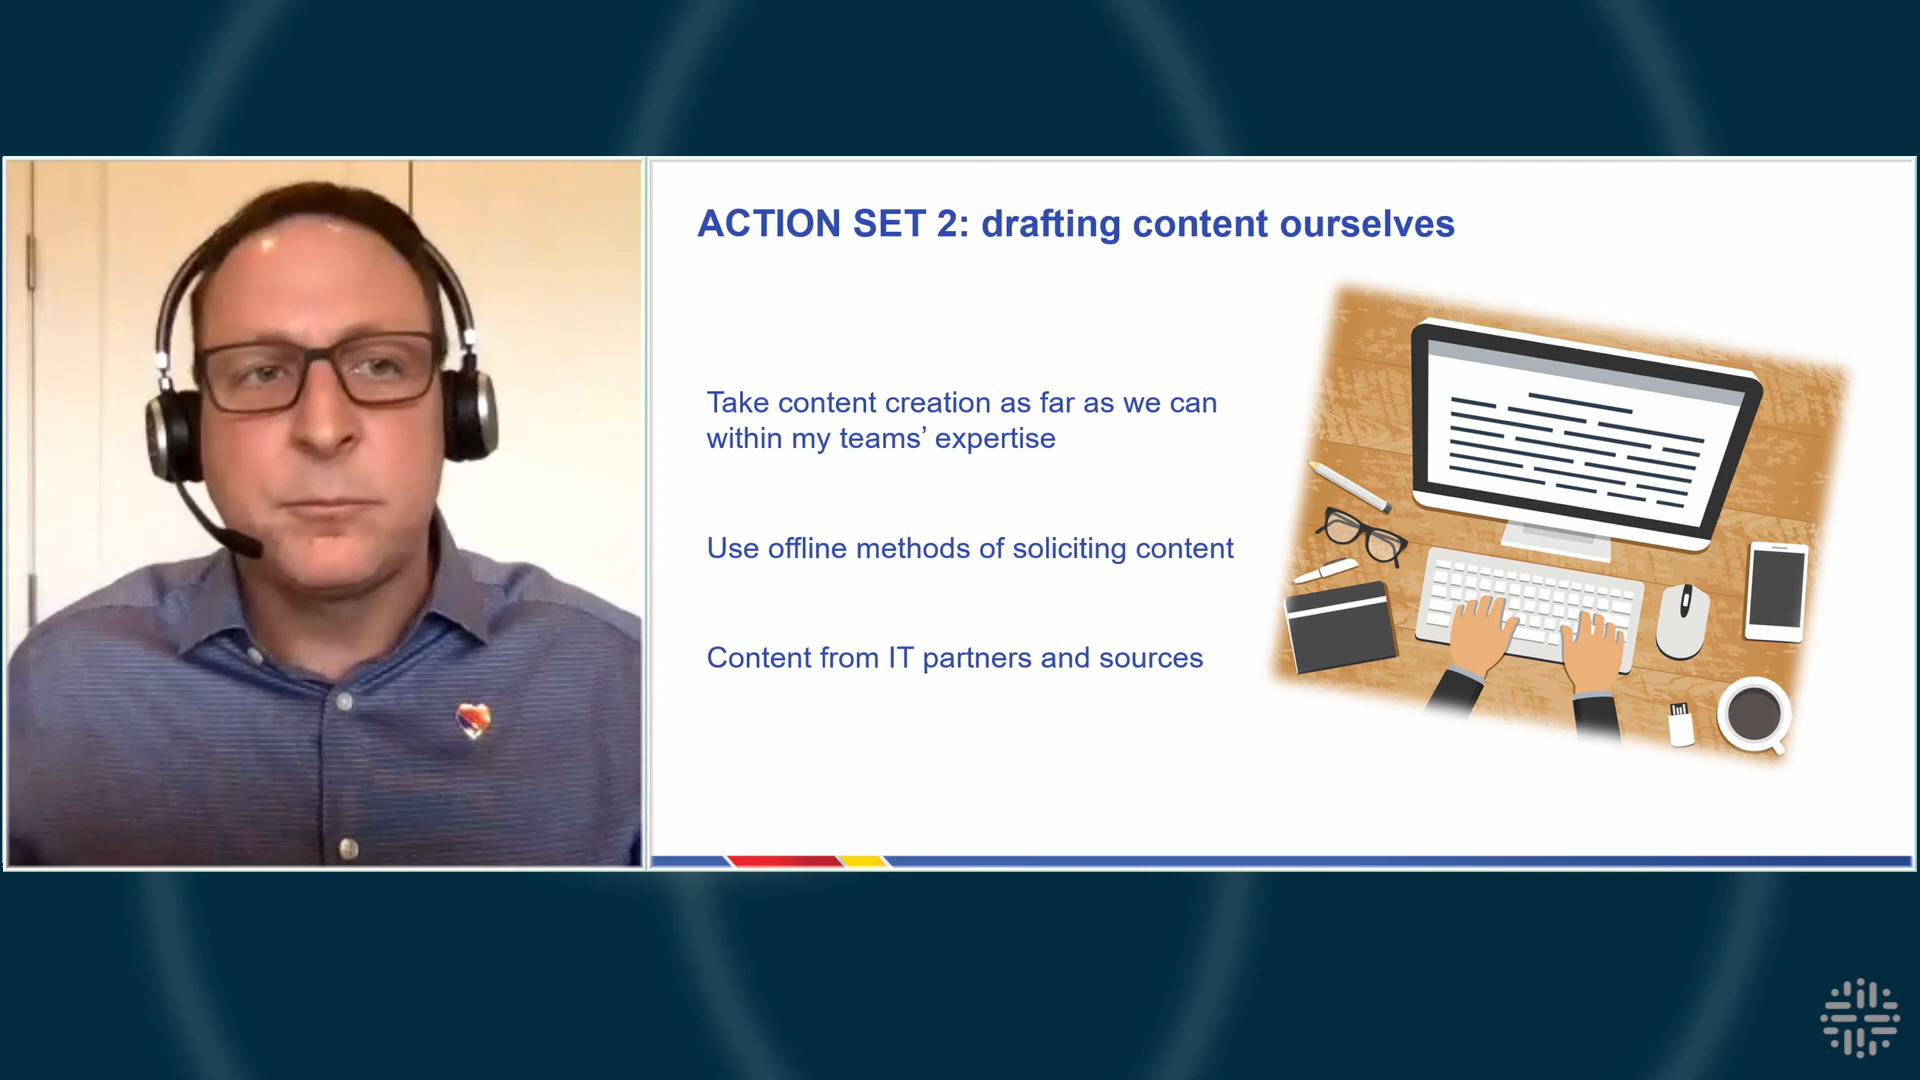 ACTION SET 2: drafting content ourselves
Take content creation as far as we can
within my teams’ expertise
Use offline methods of soliciting content
Content from IT partners and sources